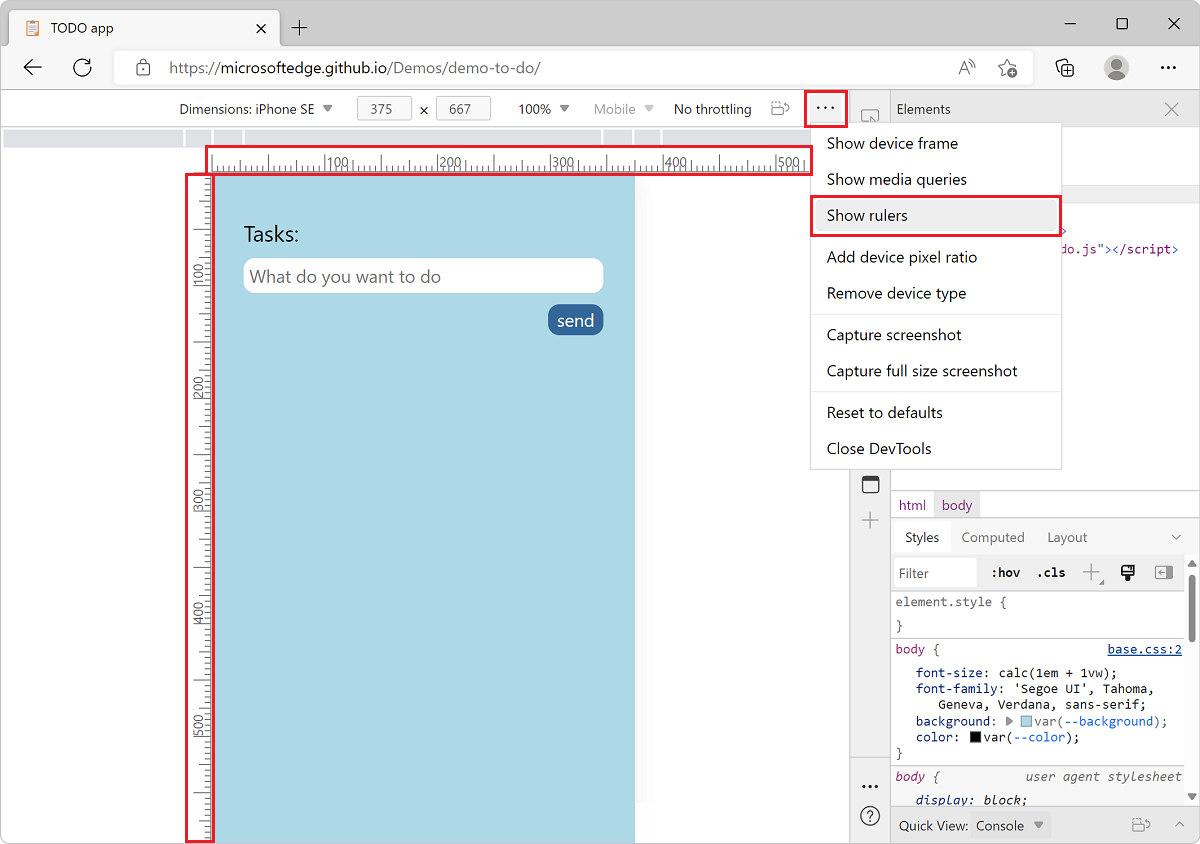 TODO app
https://microsoftedge.github.io/Demos/demo-to-do/
Dimensions: iPhone SE 375 × 667 100% Mobile No throttling ... Elements
100 200 300 400 500
100
200
300
400
500
Tasks:
What do you want to do
send
Show device frame
Show media queries
Show rulers
Add device pixel ratio
Remove device type
Capture screenshot
Capture full size screenshot
Reset to defaults
Close DevTools
>
do.js"></script>
html body
Styles Computed Layout
Filter :hov .cls
element.style {
}
body { base.css:2
font-size: calc(1em + 1vw);
font-family: 'Segoe UI', Tahoma,
Geneva, Verdana, sans-serif;
background: var(--background);
color: var(--color);
}
body { user agent stylesheet
display: block;
Quick View: Console